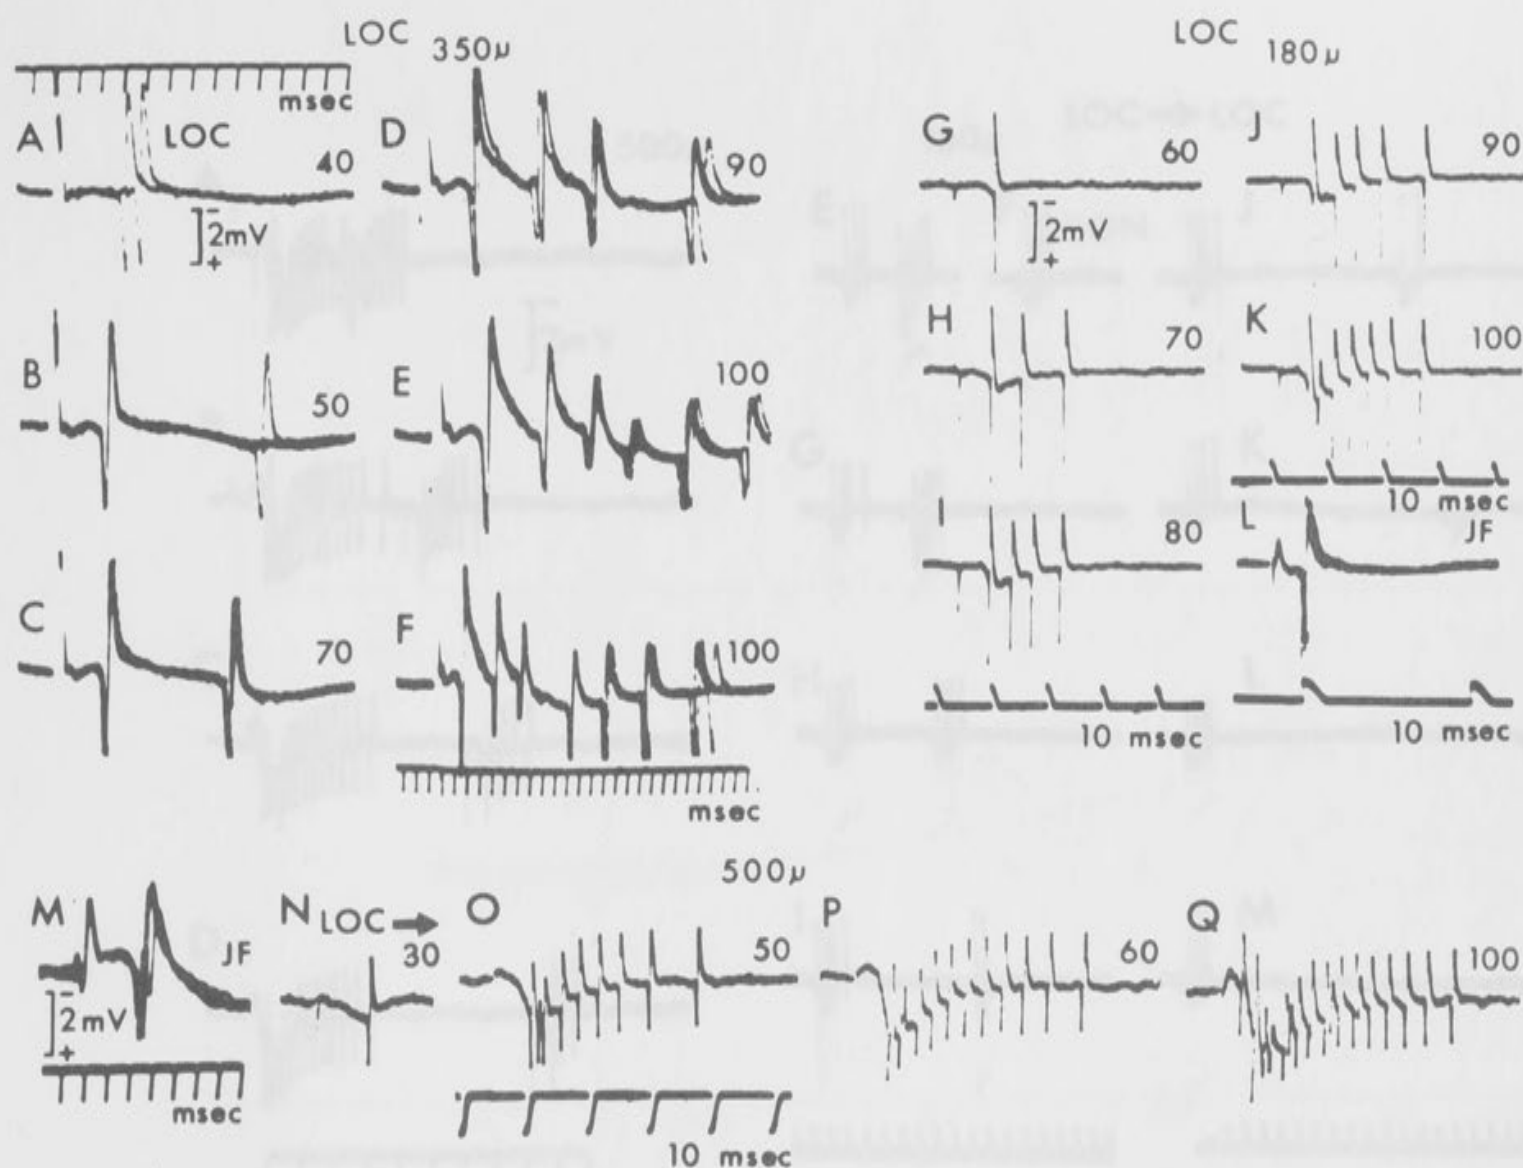 LOC 350μ
msec
A LOC 40
]− 2mV +
B 50
C 70
D 90
E 100
F 100
msec
LOC 180μ
G 60
]− 2mV +
H 70
I 80
10 msec
J 90
K 100
10 msec
L JF
10 msec
M JF
]− 2mV +
msec
500μ
N LOC → 30
O 50
10 msec
P 60
Q 100